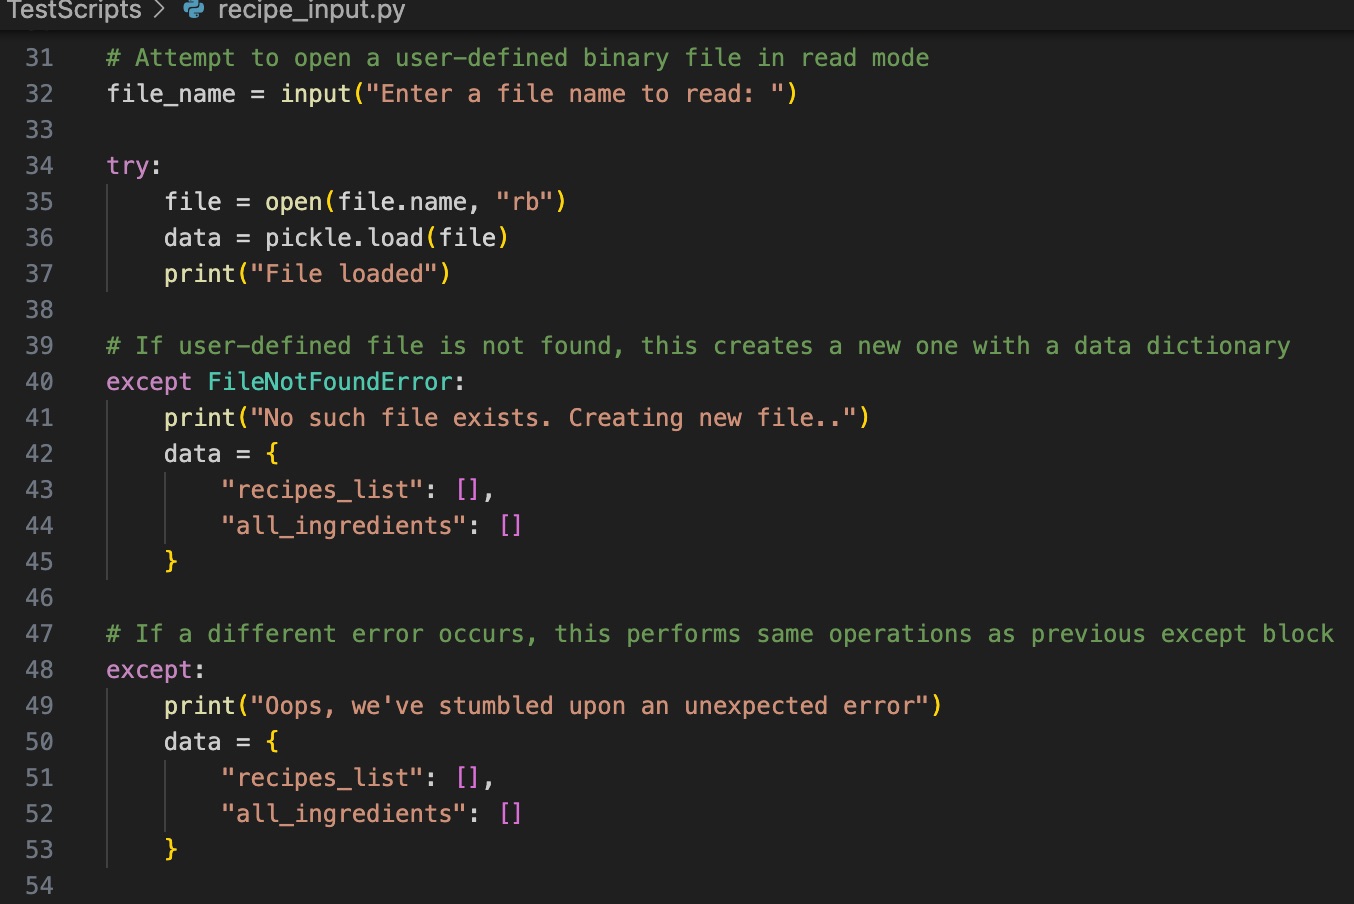 TestScripts > recipe_input.py
31 # Attempt to open a user-defined binary file in read mode
32 file_name = input("Enter a file name to read: ")
33
34 try:
35     file = open(file.name, "rb")
36     data = pickle.load(file)
37     print("File loaded")
38
39 # If user-defined file is not found, this creates a new one with a data dictionary
40 except FileNotFoundError:
41     print("No such file exists. Creating new file..")
42     data = {
43         "recipes_list": [],
44         "all_ingredients": []
45     }
46
47 # If a different error occurs, this performs same operations as previous except block
48 except:
49     print("Oops, we've stumbled upon an unexpected error")
50     data = {
51         "recipes_list": [],
52         "all_ingredients": []
53     }
54